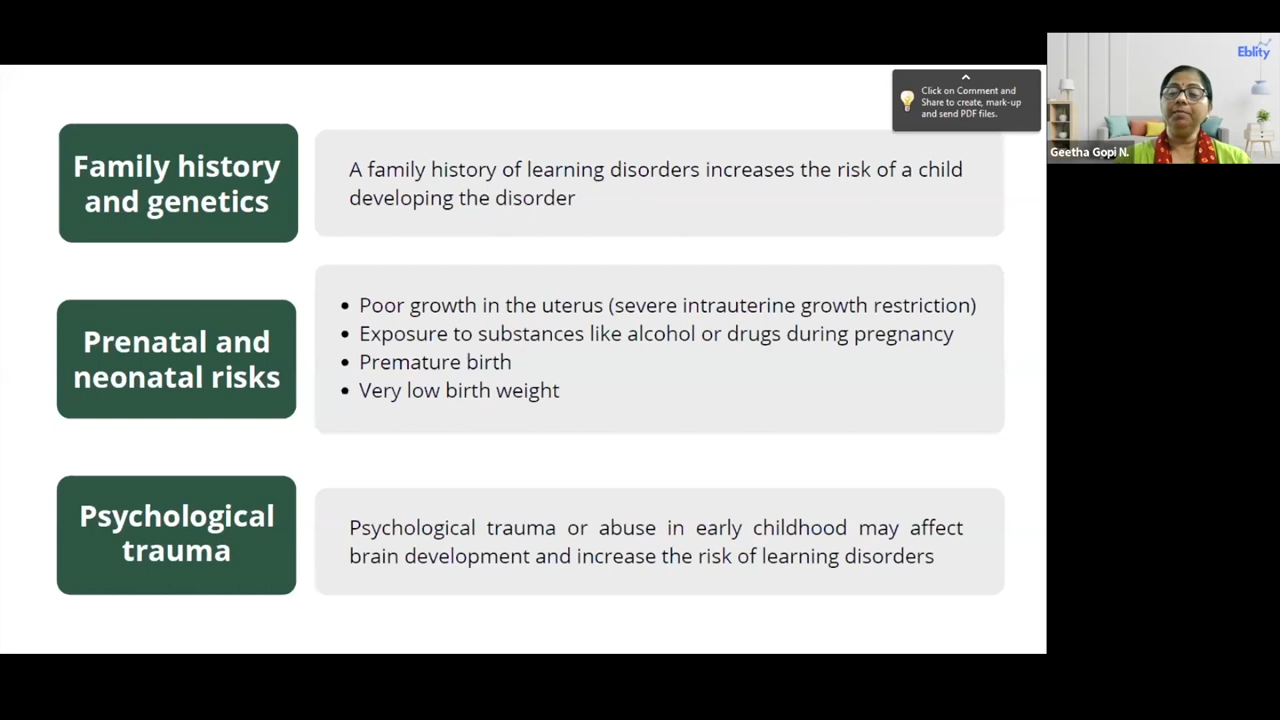 Family history
and genetics
A family history of learning disorders increases the risk of a child
developing the disorder
Prenatal and
neonatal risks
• Poor growth in the uterus (severe intrauterine growth restriction)
• Exposure to substances like alcohol or drugs during pregnancy
• Premature birth
• Very low birth weight
Psychological
trauma
Psychological trauma or abuse in early childhood may affect
brain development and increase the risk of learning disorders
Click on Comment and
Share to create, mark-up
and send PDF files.
Eblity
Geetha Gopi N.